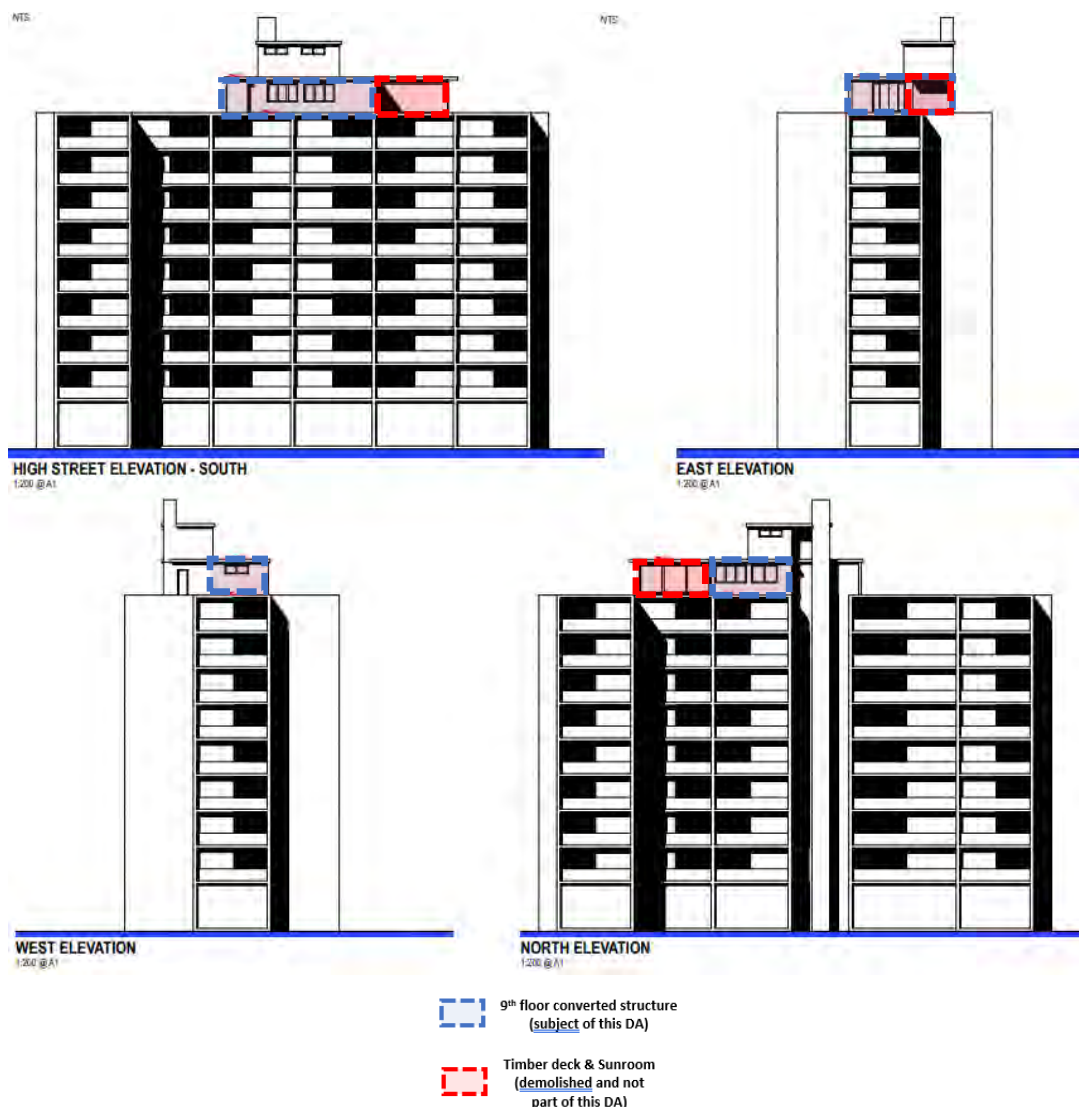 NTS
NTS
HIGH STREET ELEVATION - SOUTH
1:200 @ A1
EAST ELEVATION
1:200 @ A1
WEST ELEVATION
1:200 @ A1
NORTH ELEVATION
1:200 @ A1
9th floor converted structure
(subject of this DA)
Timber deck & Sunroom
(demolished and not
part of this DA)